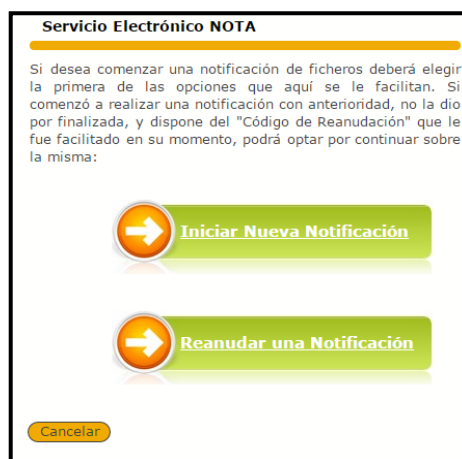 Servicio Electrónico NOTA
Si desea comenzar una notificación de ficheros deberá elegir
la primera de las opciones que aquí se le facilitan. Si
comenzó a realizar una notificación con anterioridad, no la dio
por finalizada, y dispone del "Código de Reanudación" que le
fue facilitado en su momento, podrá optar por continuar sobre
la misma:
Iniciar Nueva Notificación
Reanudar una Notificación
Cancelar